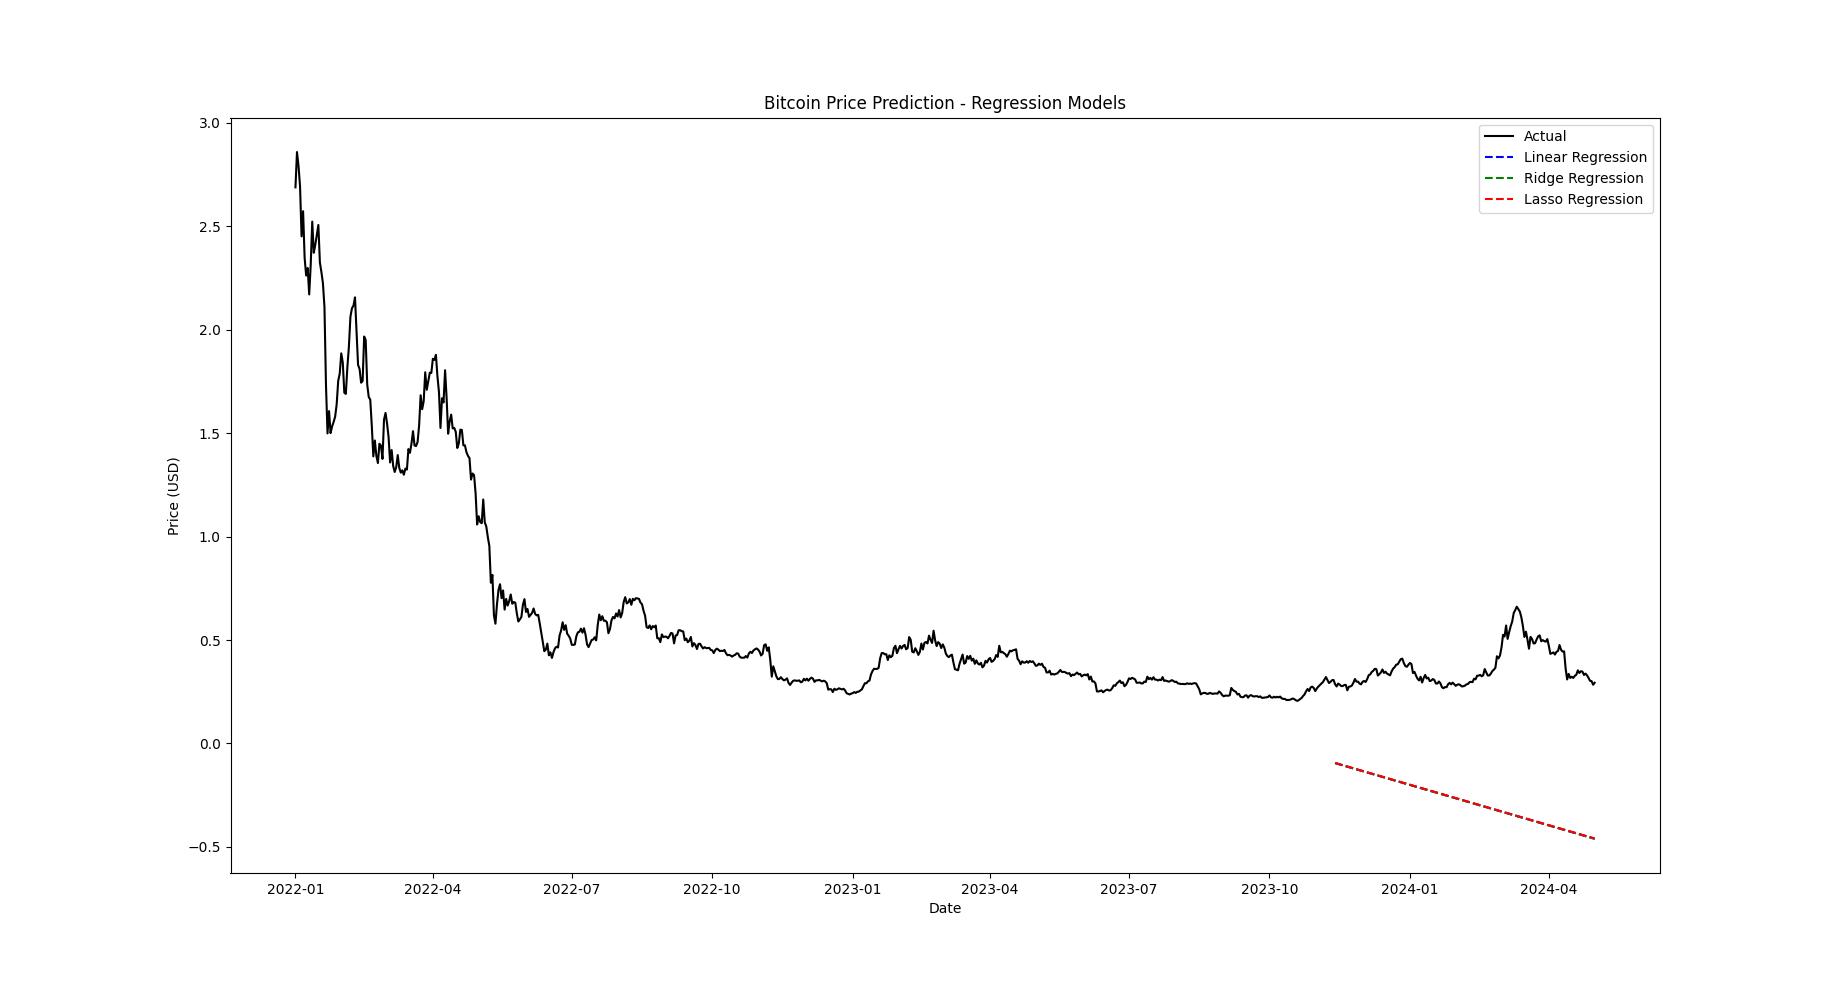 Bitcoin Price Prediction - Regression Models
3.0
2.5
2.0
1.5
1.0
0.5
0.0
−0.5
Price (USD)
Actual
Linear Regression
Ridge Regression
Lasso Regression
2022-01 2022-04 2022-07 2022-10 2023-01 2023-04 2023-07 2023-10 2024-01 2024-04
Date